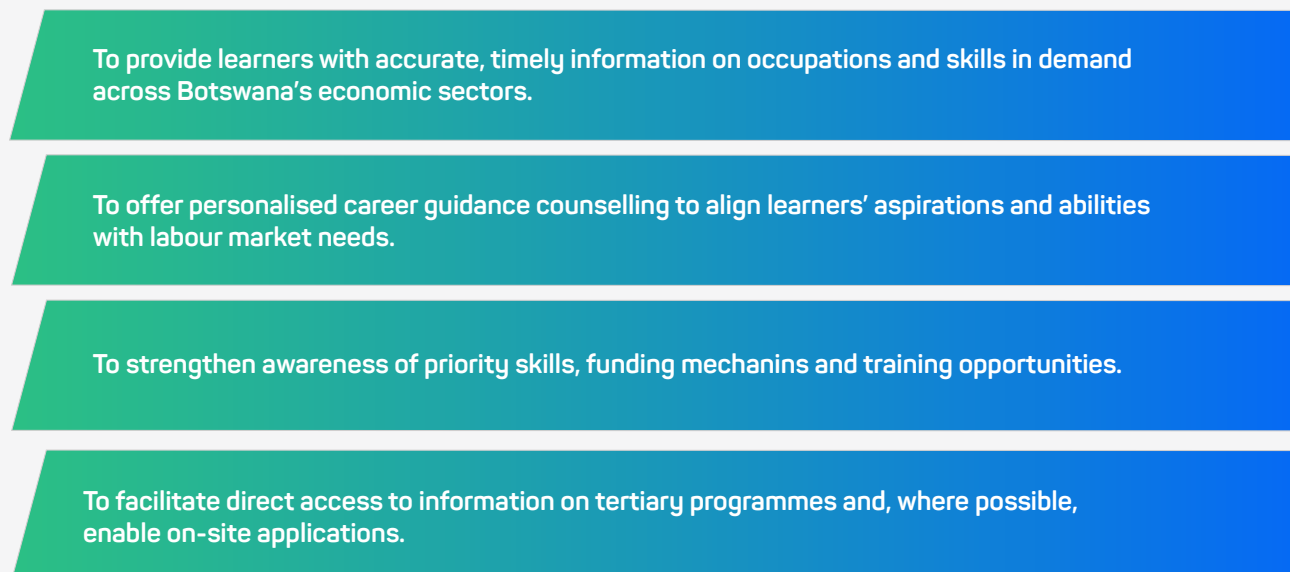 To provide learners with accurate, timely information on occupations and skills in demand
across Botswana's economic sectors.
To offer personalised career guidance counselling to align learners' aspirations and abilities
with labour market needs.
To strengthen awareness of priority skills, funding mechanins and training opportunities.
To facilitate direct access to information on tertiary programmes and, where possible,
enable on-site applications.